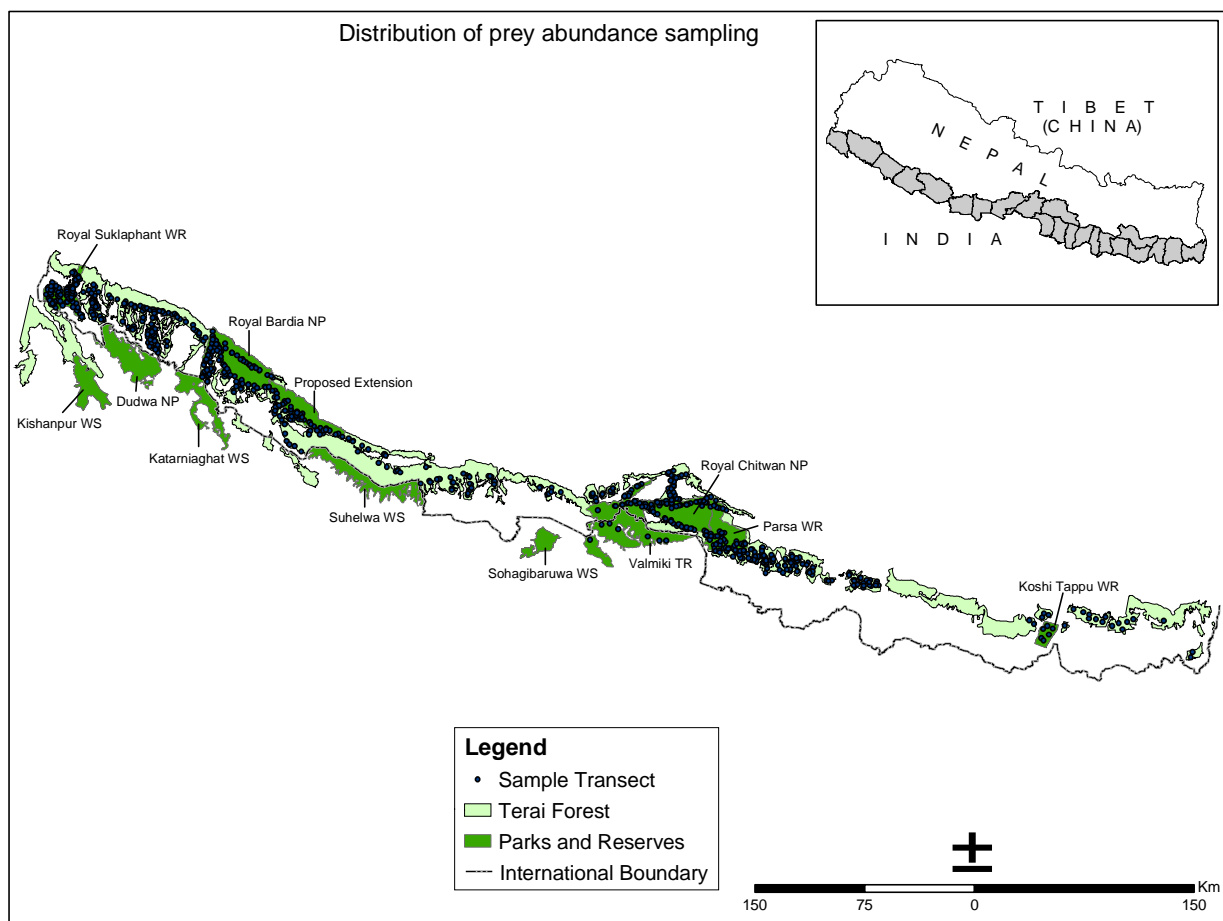 Distribution of prey abundance sampling
T I B E T
(C H I N A)
N E P A L
I N D I A
Royal Suklaphant WR
Royal Bardia NP
Proposed Extension
Dudwa NP
Kishanpur WS
Katarniaghat WS
Royal Chitwan NP
Suhelwa WS
Parsa WR
Sohagibaruwa WS
Valmiki TR
Koshi Tappu WR
Legend
Sample Transect
Terai Forest
Parks and Reserves
International Boundary
Km
150 75 0 150